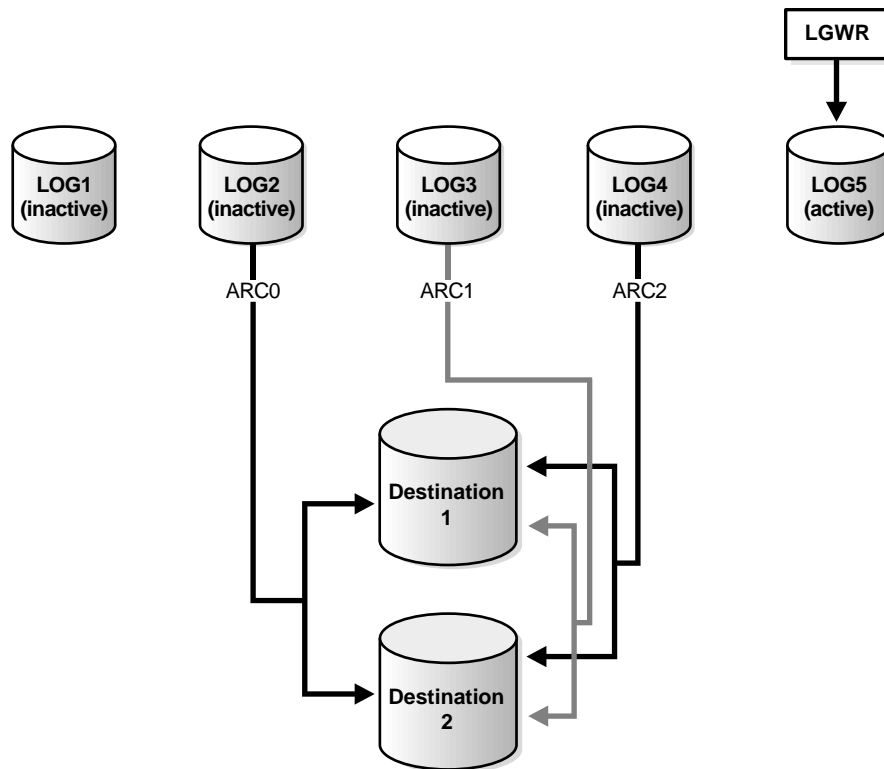 LGWR
LOG1
(inactive)
LOG2
(inactive)
LOG3
(inactive)
LOG4
(inactive)
LOG5
(active)
ARC0
ARC1
ARC2
Destination
1
Destination
2